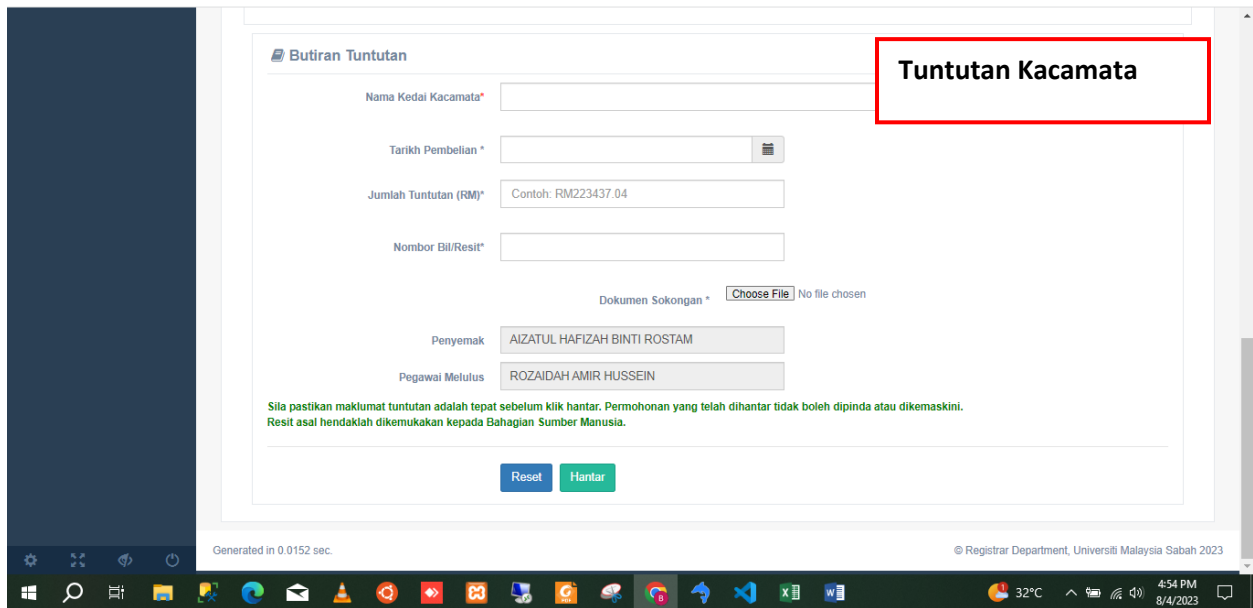 Butiran Tuntutan
Tuntutan Kacamata
Nama Kedai Kacamata*
Tarikh Pembelian *
Jumlah Tuntutan (RM)*
Contoh: RM223437.04
Nombor Bil/Resit*
Dokumen Sokongan *
Choose File No file chosen
Penyemak
AIZATUL HAFIZAH BINTI ROSTAM
Pegawai Melulus
ROZAIDAH AMIR HUSSEIN
Sila pastikan maklumat tuntutan adalah tepat sebelum klik hantar. Permohonan yang telah dihantar tidak boleh dipinda atau dikemaskini.
Resit asal hendaklah dikemukakan kepada Bahagian Sumber Manusia.
Reset
Hantar
Generated in 0.0152 sec.
© Registrar Department, Universiti Malaysia Sabah 2023
32°C
4:54 PM
8/4/2023